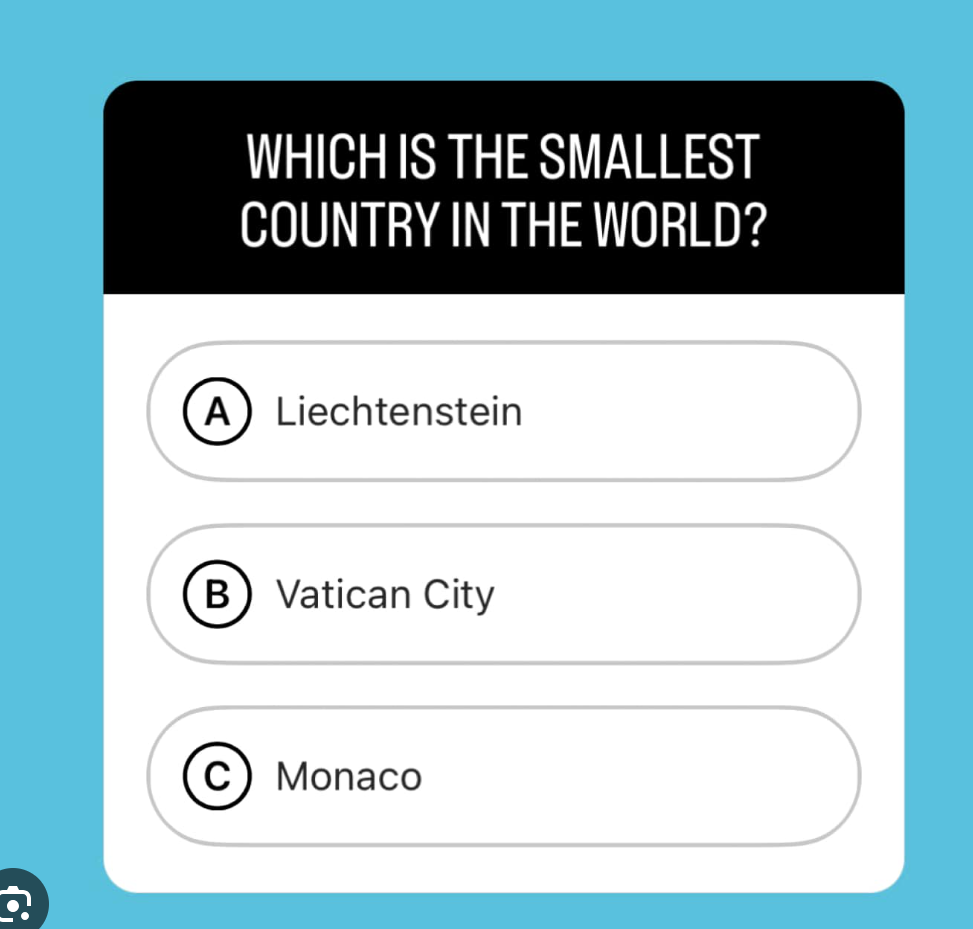 WHICH IS THE SMALLEST
COUNTRY IN THE WORLD?
A Liechtenstein
B Vatican City
C Monaco